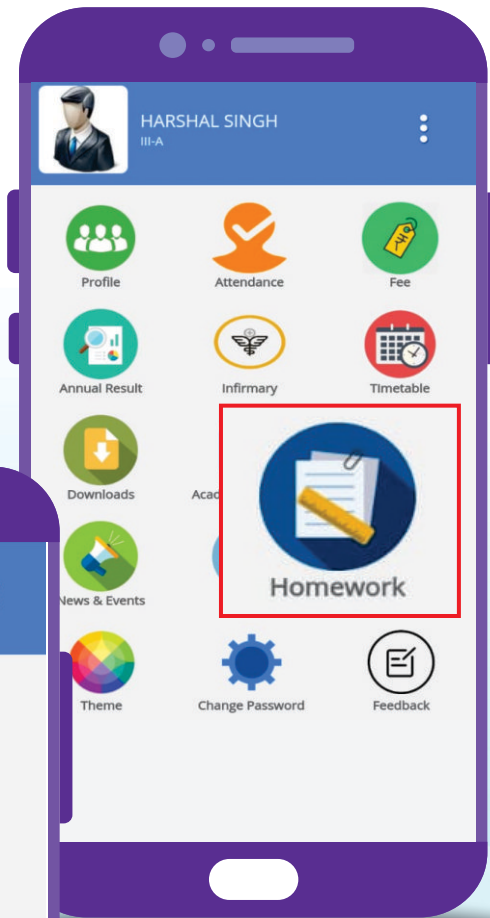 HARSHAL SINGH
III-A
Profile Attendance Fee
Annual Result Infirmary Timetable
Downloads
Homework
News & Events
Theme Change Password Feedback